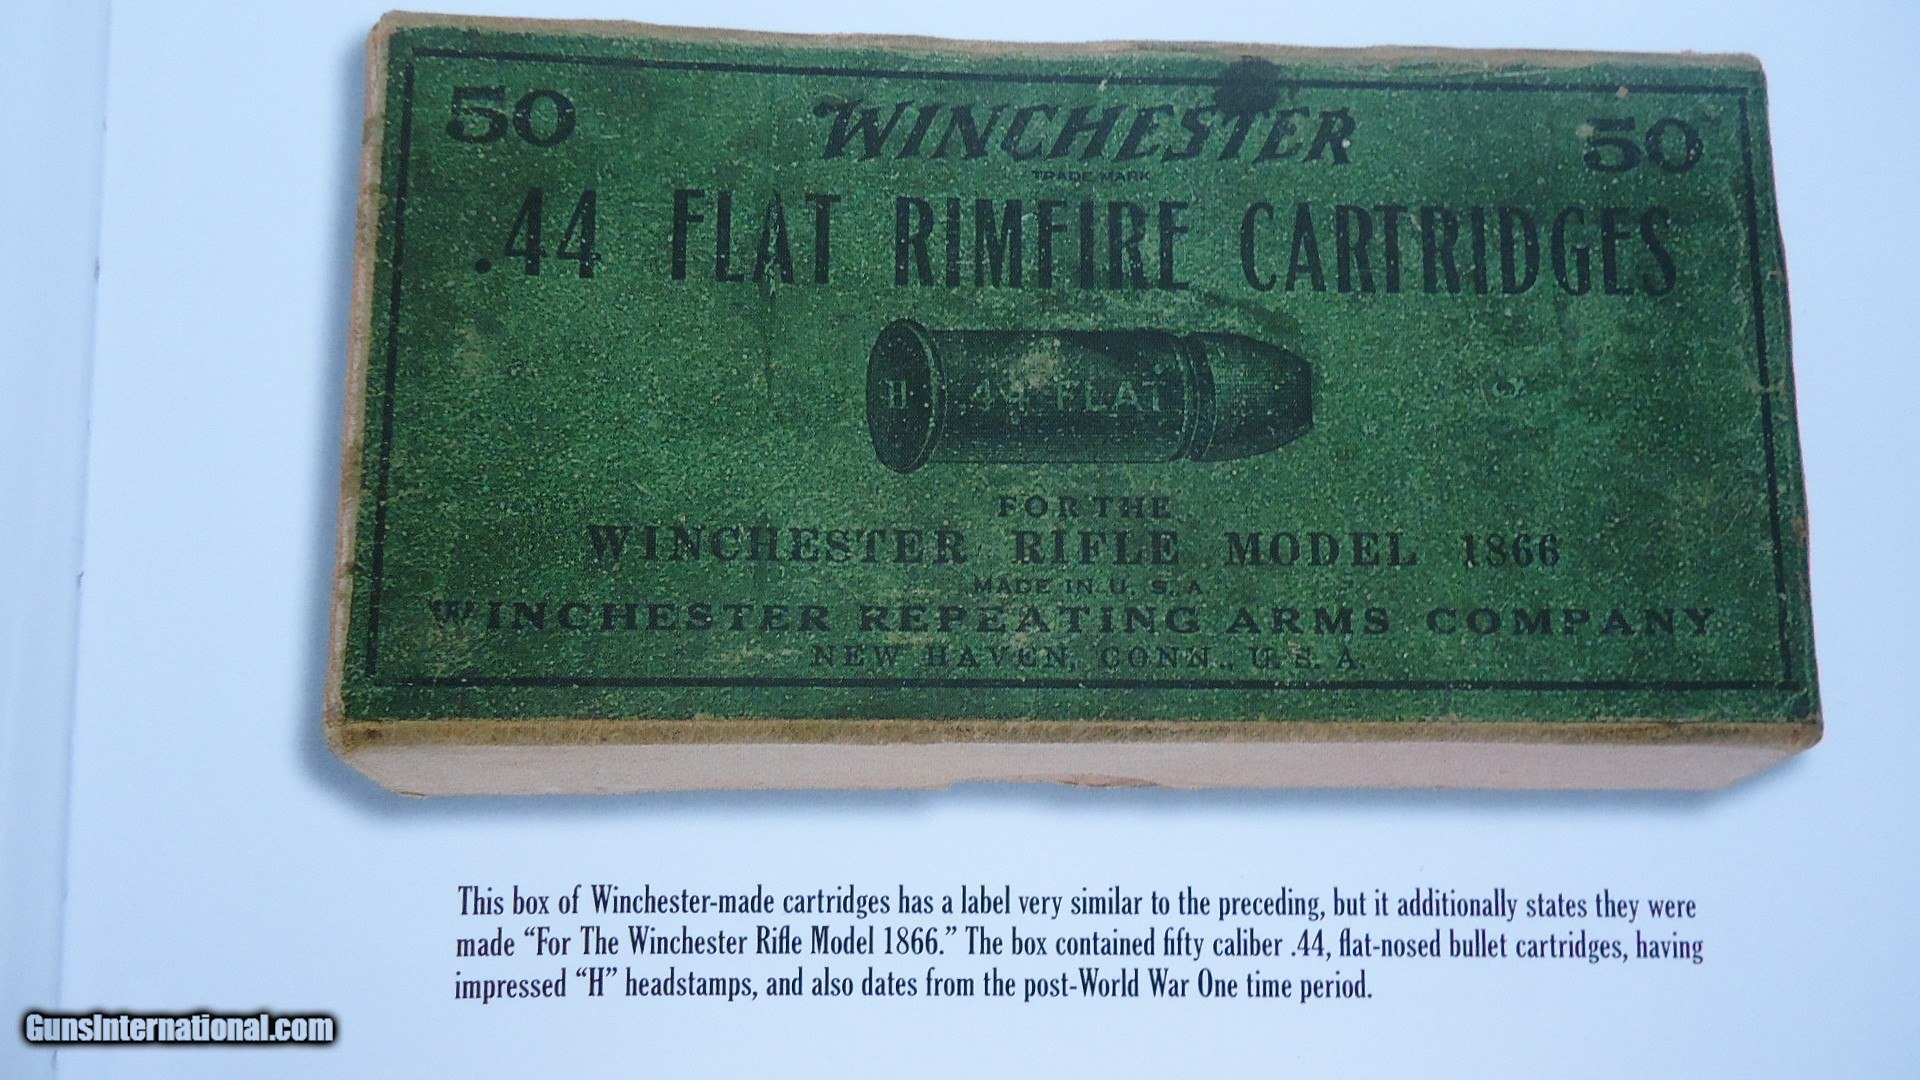 50 WINCHESTER 50
TRADE MARK
.44 FLAT RIMFIRE CARTRIDGES
H .44 FLAT
FOR THE
WINCHESTER RIFLE MODEL 1866
MADE IN U. S. A.
WINCHESTER REPEATING ARMS COMPANY
NEW HAVEN, CONN., U. S. A.
This box of Winchester-made cartridges has a label very similar to the preceding, but it additionally states they were
made “For The Winchester Rifle Model 1866.” The box contained fifty caliber .44, flat-nosed bullet cartridges, having
impressed “H” headstamps, and also dates from the post-World War One time period.
GunsInternational.com